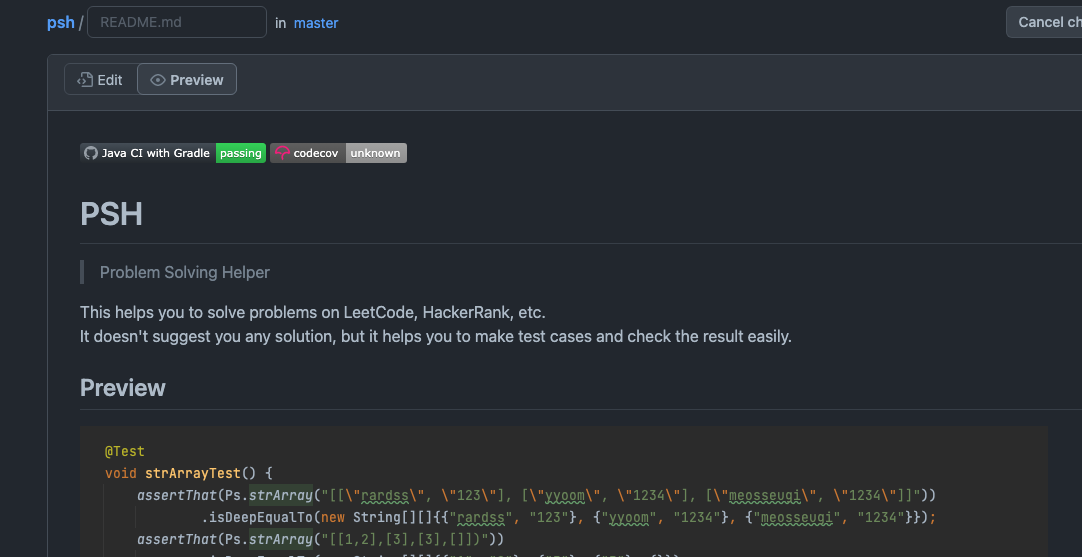 psh / README.md in master Cancel ch
Edit Preview
Java CI with Gradle passing codecov unknown
PSH
Problem Solving Helper
This helps you to solve problems on LeetCode, HackerRank, etc.
It doesn't suggest you any solution, but it helps you to make test cases and check the result easily.
Preview
@Test
void strArrayTest() {
assertThat(Ps.strArray("[[\"rardss\", \"123\"], [\"yyoom\", \"1234\"], [\"meosseugi\", \"1234\"]]"))
.isDeepEqualTo(new String[][]{{"rardss", "123"}, {"yyoom", "1234"}, {"meosseugi", "1234"}});
assertThat(Ps.strArray("[[1,2],[3],[3],[]])"))